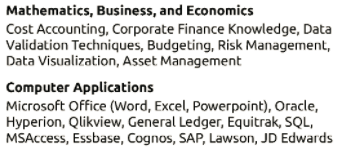 Mathematics, Business, and Economics
Cost Accounting, Corporate Finance Knowledge, Data
Validation Techniques, Budgeting, Risk Management,
Data Visualization, Asset Management
Computer Applications
Microsoft Office (Word, Excel, Powerpoint), Oracle,
Hyperion, Qlikview, General Ledger, Equitrak, SQL,
MSAccess, Essbase, Cognos, SAP, Lawson, JD Edwards